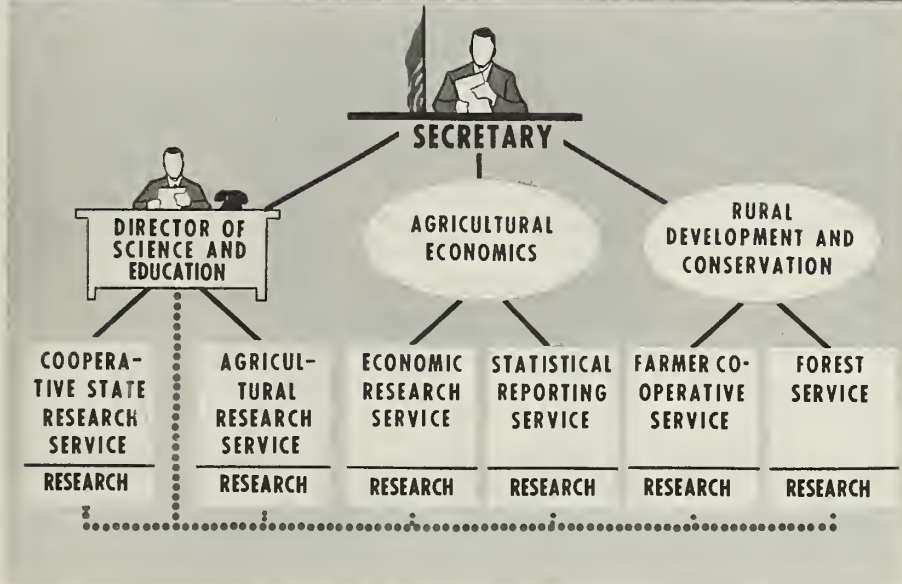 SECRETARY
DIRECTOR OF
SCIENCE AND
EDUCATION
AGRICULTURAL
ECONOMICS
RURAL
DEVELOPMENT AND
CONSERVATION
COOPERA-
TIVE STATE
RESEARCH
SERVICE
RESEARCH
AGRICUL-
TURAL
RESEARCH
SERVICE
RESEARCH
ECONOMIC
RESEARCH
SERVICE
RESEARCH
STATISTICAL
REPORTING
SERVICE
RESEARCH
FARMER CO-
OPERATIVE
SERVICE
RESEARCH
FOREST
SERVICE
RESEARCH